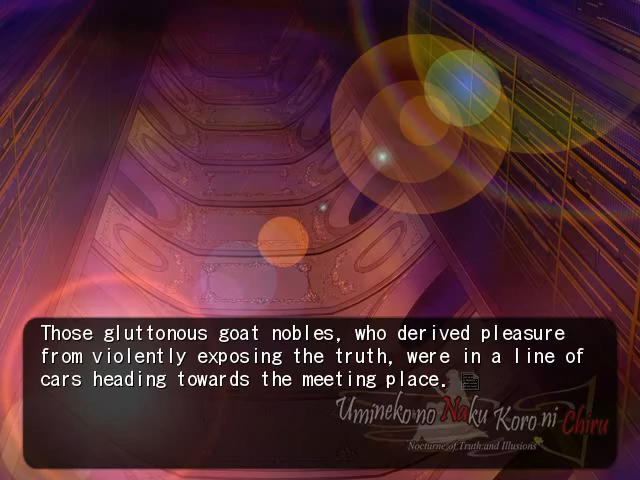 Those gluttonous goat nobles, who derived pleasure
from violently exposing the truth, were in a line of
cars heading towards the meeting place.
Umineko no Naku Koro ni Chiru
Nocturne of Truth and Illusions